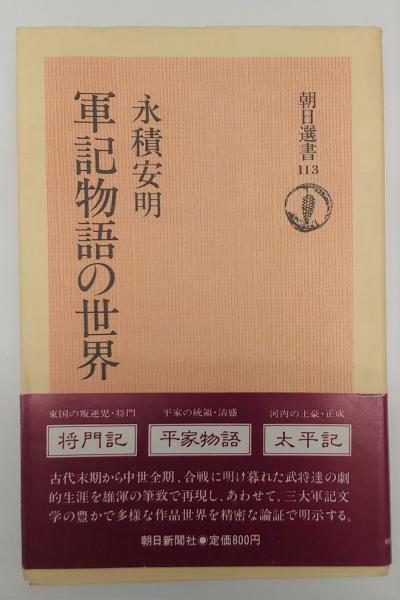 朝日選書
113
永積安明
軍記物語の世界
東国の叛逆児・将門
将門記
平家の統領・清盛
平家物語
河内の土豪・正成
太平記
古代末期から中世全期、合戦に明け暮れた武将達の劇
的生涯を雄渾の筆致で再現し、あわせて、三大軍記文
学の豊かで多様な作品世界を精密な論証で明示する。
朝日新聞社●定価800円